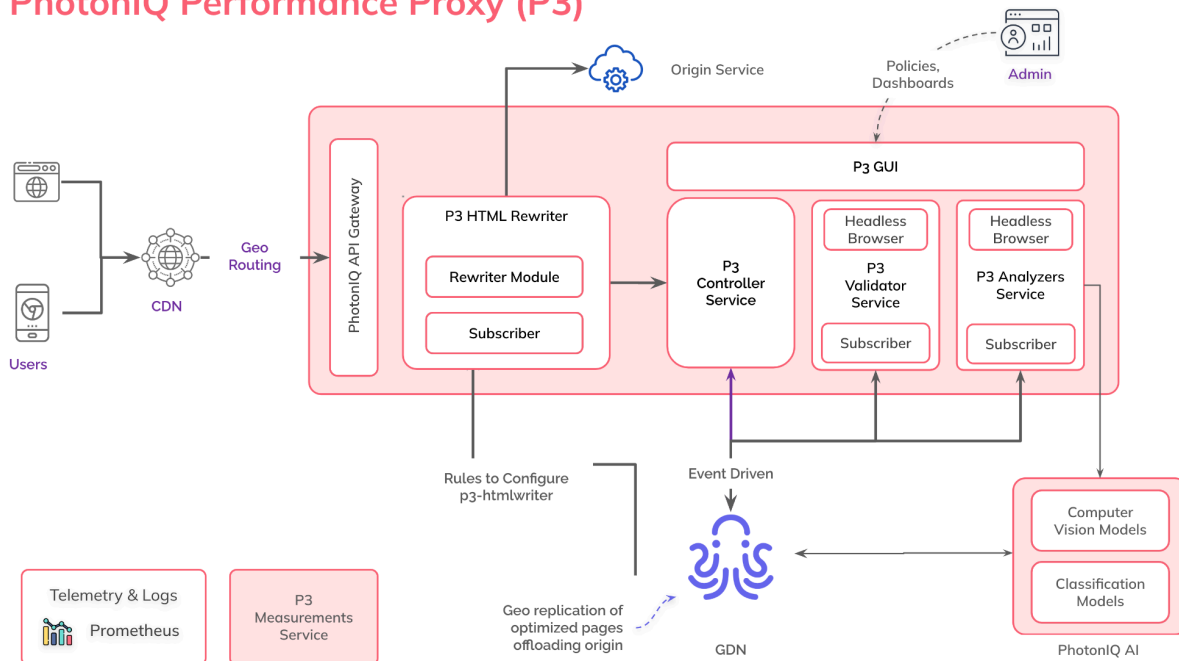 PhotonIQ Performance Proxy (P3)
Origin Service
Policies,
Dashboards
Admin
Users
CDN
Geo
Routing
PhotonIQ API Gateway
P3 HTML Rewriter
Rewriter Module
Subscriber
P3 GUI
P3
Controller
Service
Headless
Browser
P3
Validator
Service
Subscriber
Headless
Browser
P3 Analyzers
Service
Subscriber
Rules to Configure
p3-htmlwriter
Event Driven
Geo replication of
optimized pages
offloading origin
GDN
Computer
Vision Models
Classification
Models
PhotonIQ AI
Telemetry & Logs
Prometheus
P3
Measurements
Service